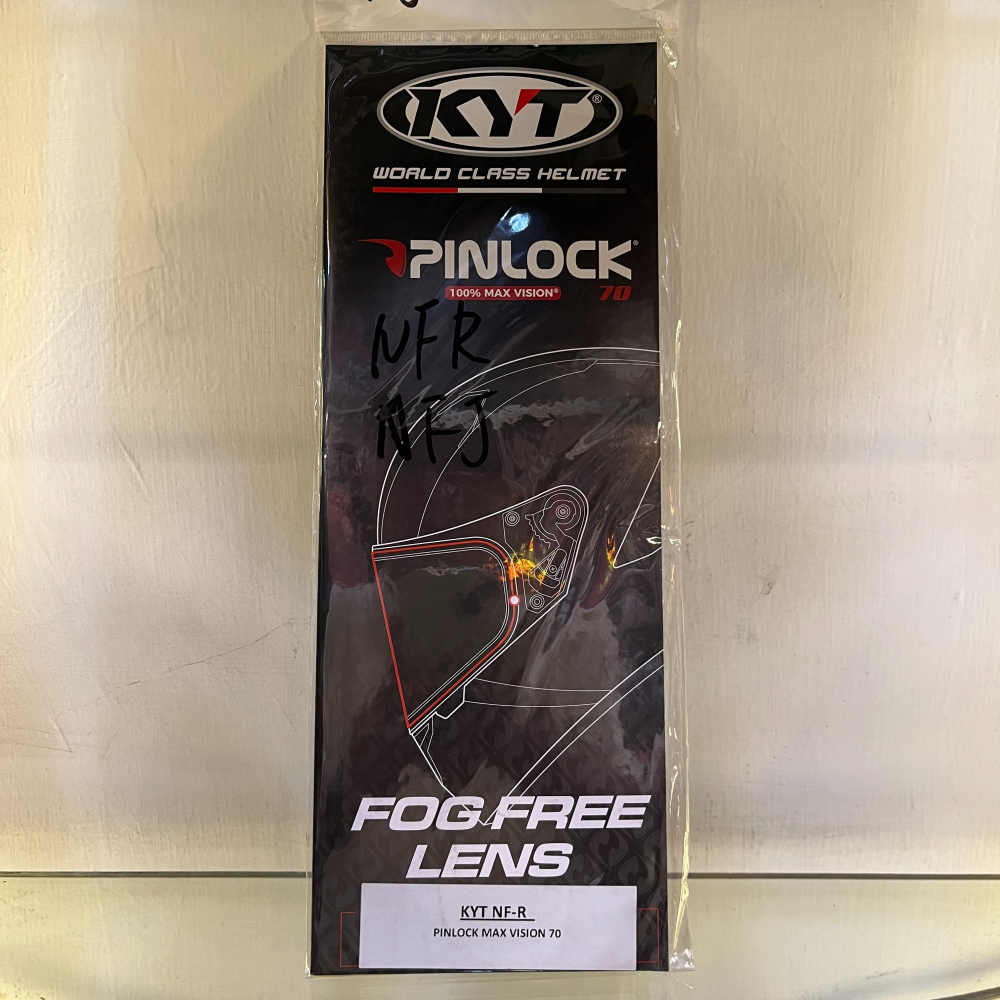 KYT®
WORLD CLASS HELMET
PINLOCK®
100% MAX VISION® 70
NFR
NFJ
FOG FREE
LENS
KYT NF-R
PINLOCK MAX VISION 70